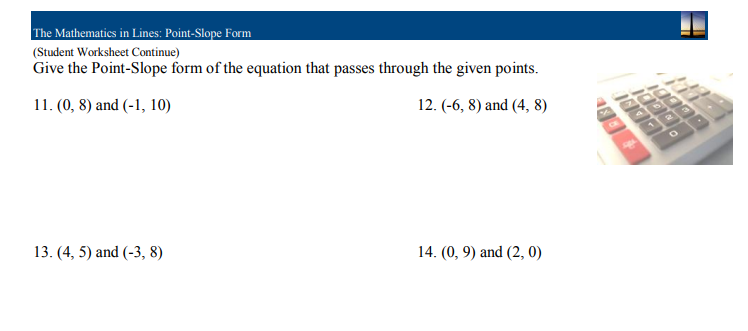 The Mathematics in Lines: Point-Slope Form
(Student Worksheet Continue)
Give the Point-Slope form of the equation that passes through the given points.
11. (0, 8) and (-1, 10)
12. (-6, 8) and (4, 8)
13. (4, 5) and (-3, 8)
14. (0, 9) and (2, 0)